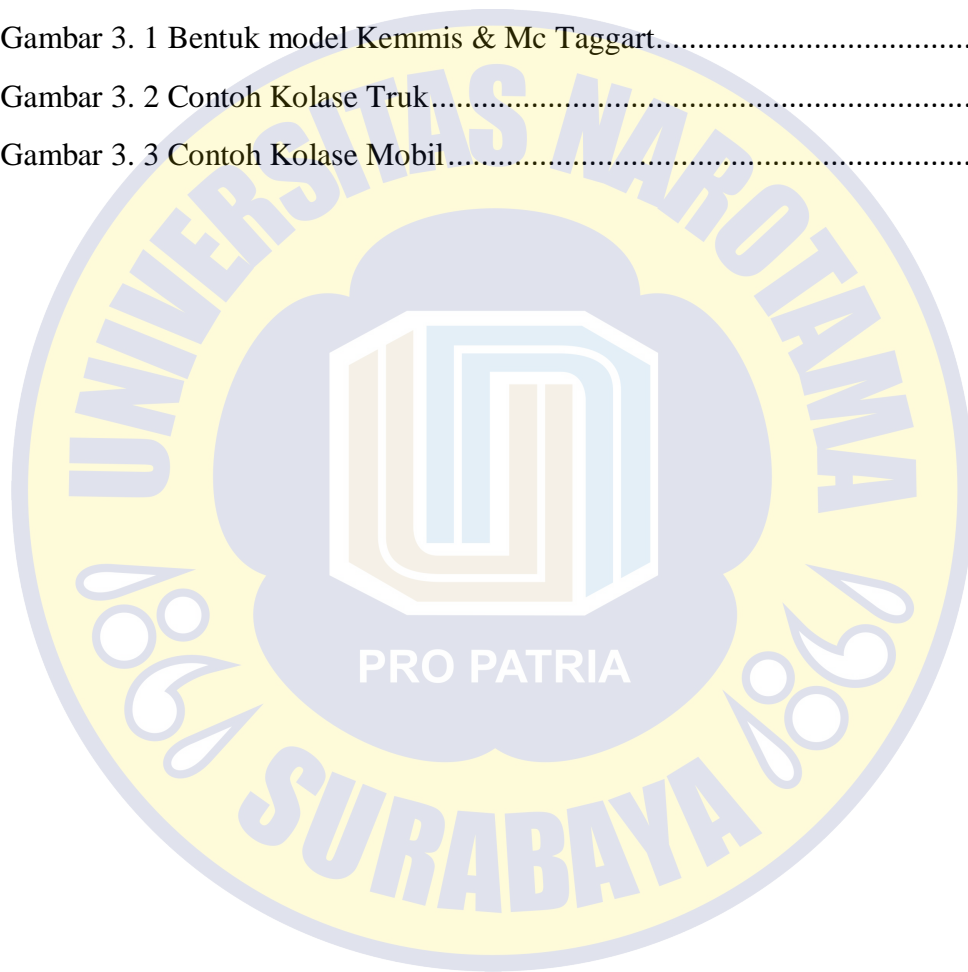 Gambar 3. 1 Bentuk model Kemmis & Mc Taggart..................................
Gambar 3. 2 Contoh Kolase Truk................................................................
Gambar 3. 3 Contoh Kolase Mobil..............................................................
UNIVERSITAS NAROTAMA
PRO PATRIA
SURABAYA